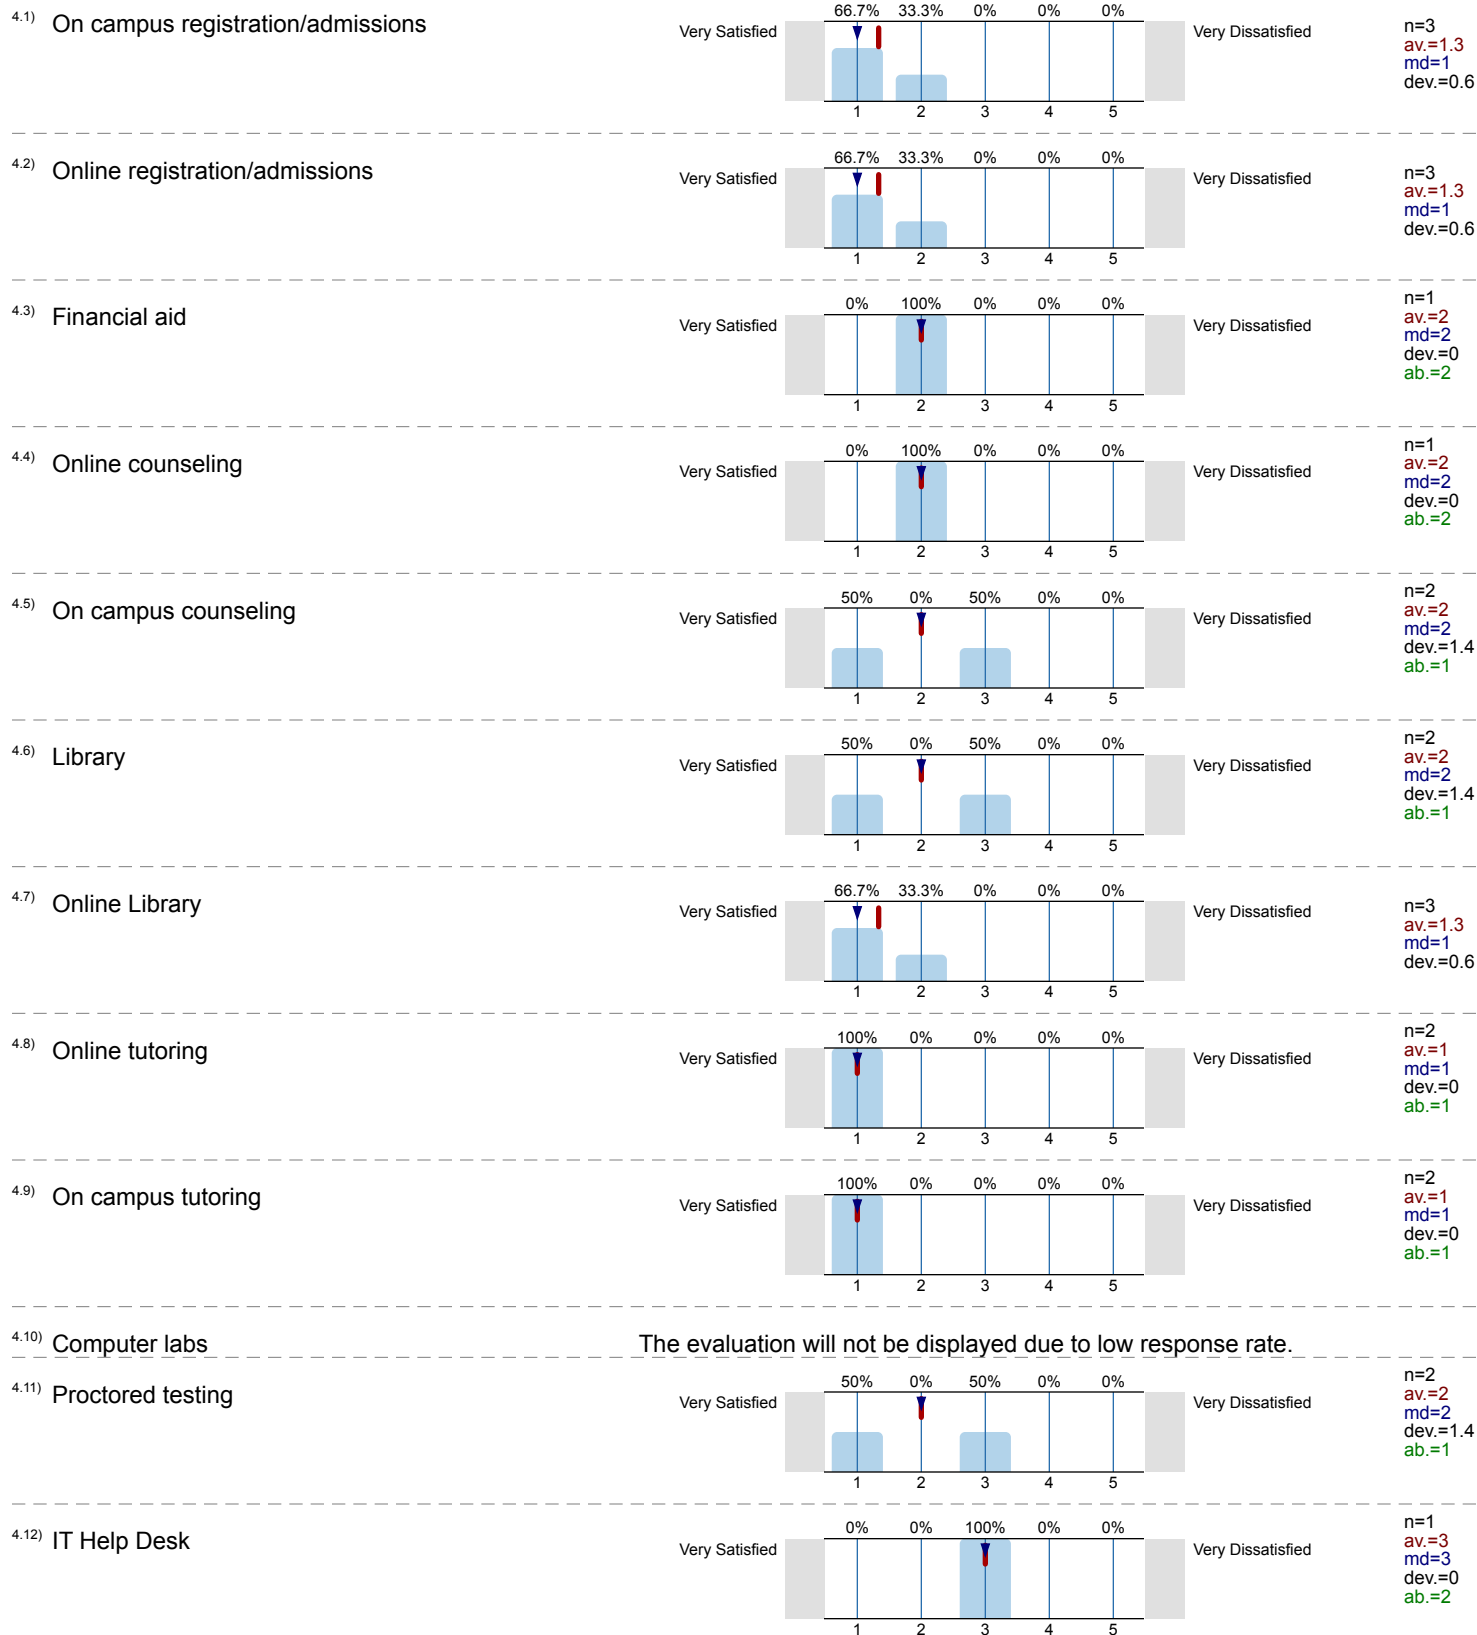 4.1) On campus registration/admissions
66.7% 33.3% 0% 0% 0%
Very Satisfied Very Dissatisfied
1 2 3 4 5
n=3
av.=1.3
md=1
dev.=0.6
4.2) Online registration/admissions
66.7% 33.3% 0% 0% 0%
Very Satisfied Very Dissatisfied
1 2 3 4 5
n=3
av.=1.3
md=1
dev.=0.6
4.3) Financial aid
0% 100% 0% 0% 0%
Very Satisfied Very Dissatisfied
1 2 3 4 5
n=1
av.=2
md=2
dev.=0
ab.=2
4.4) Online counseling
0% 100% 0% 0% 0%
Very Satisfied Very Dissatisfied
1 2 3 4 5
n=1
av.=2
md=2
dev.=0
ab.=2
4.5) On campus counseling
50% 0% 50% 0% 0%
Very Satisfied Very Dissatisfied
1 2 3 4 5
n=2
av.=2
md=2
dev.=1.4
ab.=1
4.6) Library
50% 0% 50% 0% 0%
Very Satisfied Very Dissatisfied
1 2 3 4 5
n=2
av.=2
md=2
dev.=1.4
ab.=1
4.7) Online Library
66.7% 33.3% 0% 0% 0%
Very Satisfied Very Dissatisfied
1 2 3 4 5
n=3
av.=1.3
md=1
dev.=0.6
4.8) Online tutoring
100% 0% 0% 0% 0%
Very Satisfied Very Dissatisfied
1 2 3 4 5
n=2
av.=1
md=1
dev.=0
ab.=1
4.9) On campus tutoring
100% 0% 0% 0% 0%
Very Satisfied Very Dissatisfied
1 2 3 4 5
n=2
av.=1
md=1
dev.=0
ab.=1
4.10) Computer labs The evaluation will not be displayed due to low response rate.
4.11) Proctored testing
50% 0% 50% 0% 0%
Very Satisfied Very Dissatisfied
1 2 3 4 5
n=2
av.=2
md=2
dev.=1.4
ab.=1
4.12) IT Help Desk
0% 0% 100% 0% 0%
Very Satisfied Very Dissatisfied
1 2 3 4 5
n=1
av.=3
md=3
dev.=0
ab.=2